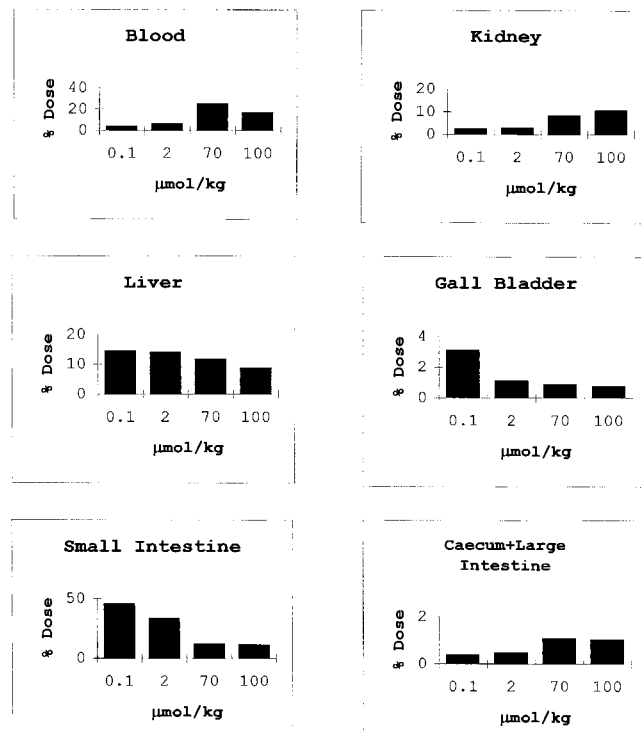 Blood
% Dose
40
20
0
0.1 2 70 100
µmol/kg
Kidney
% Dose
20
10
0
0.1 2 70 100
µmol/kg
Liver
% Dose
20
10
0
0.1 2 70 100
µmol/kg
Gall Bladder
% Dose
4
2
0
0.1 2 70 100
µmol/kg
Small Intestine
% Dose
50
0
0.1 2 70 100
µmol/kg
Caecum+Large
Intestine
% Dose
2
0
0.1 2 70 100
µmol/kg